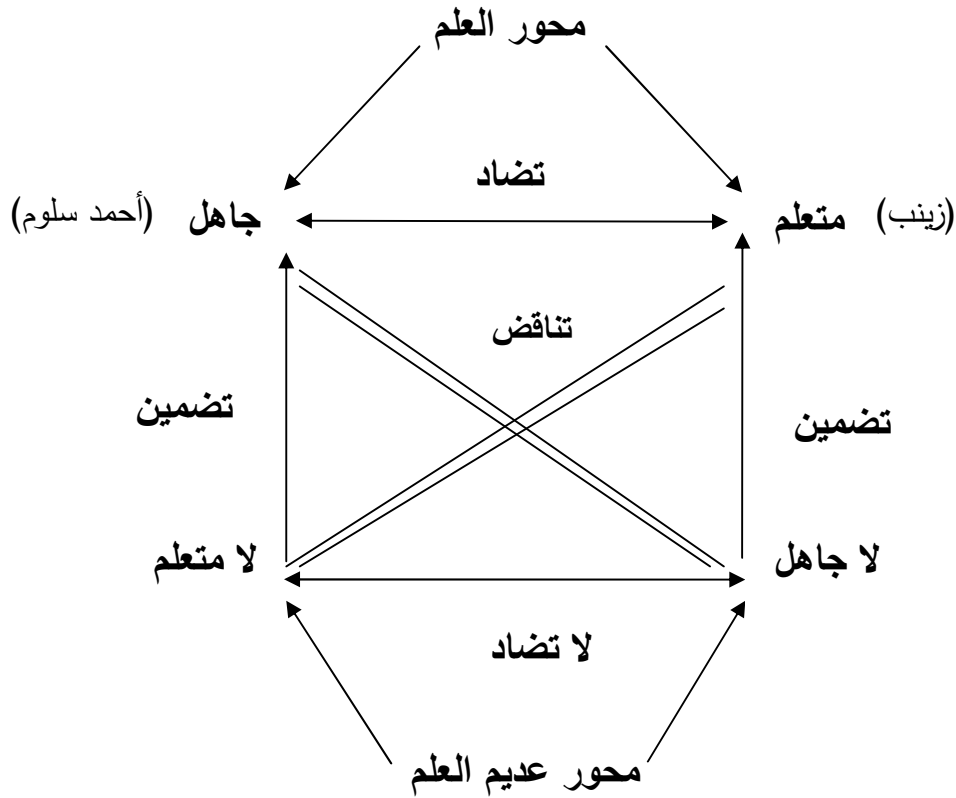 محور العلم
تضاد
(زينب) متعلم جاهل (أحمد سلوم)
تناقض
تضمين تضمين
لا جاهل لا متعلم
لا تضاد
محور عديم العلم